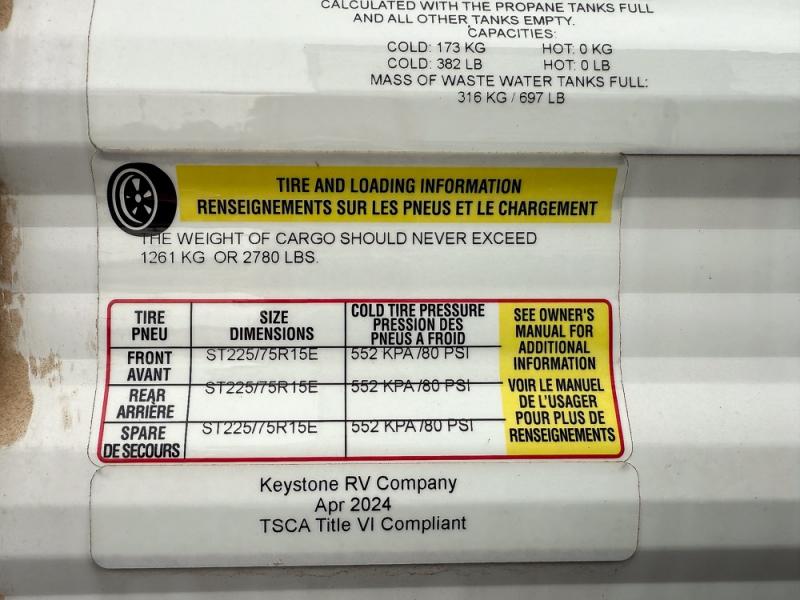 CALCULATED WITH THE PROPANE TANKS FULL
AND ALL OTHER TANKS EMPTY.
CAPACITIES:
COLD: 173 KG HOT: 0 KG
COLD: 382 LB HOT: 0 LB
MASS OF WASTE WATER TANKS FULL:
316 KG / 697 LB
TIRE AND LOADING INFORMATION
RENSEIGNEMENTS SUR LES PNEUS ET LE CHARGEMENT
THE WEIGHT OF CARGO SHOULD NEVER EXCEED
1261 KG OR 2780 LBS.
TIRE
PNEU
SIZE
DIMENSIONS
COLD TIRE PRESSURE
PRESSION DES
PNEUS A FROID
FRONT
AVANT
ST225/75R15E
552 KPA /80 PSI
REAR
ARRIÈRE
ST225/75R15E
552 KPA /80 PSI
SPARE
DE SECOURS
ST225/75R15E
552 KPA /80 PSI
SEE OWNER'S
MANUAL FOR
ADDITIONAL
INFORMATION
VOIR LE MANUEL
DE L'USAGER
POUR PLUS DE
RENSEIGNEMENTS
Keystone RV Company
Apr 2024
TSCA Title VI Compliant